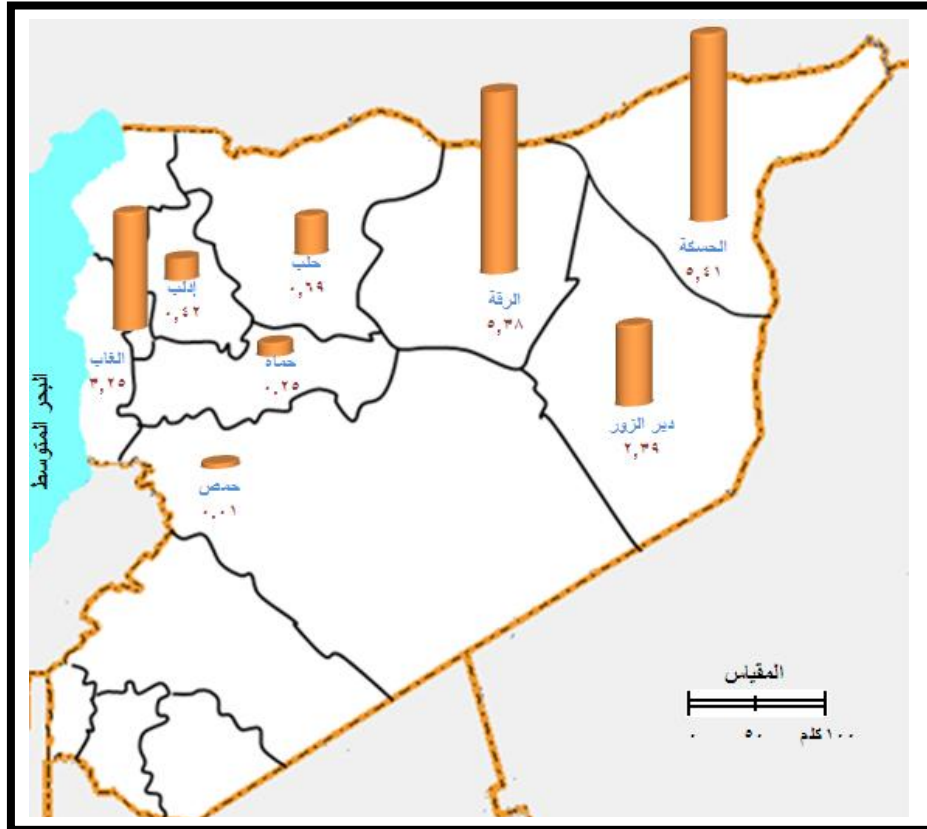 الحسكة
٥,٤١
الرقة
٥,٣٨
حلب
٠,٦٩
إدلب
٠,٤٢
الغاب
٣,٢٥
حماه
٠,٢٥
دير الزور
٢,٣٩
حمص
٠,٠١
البحر المتوسط
المقياس
٠ ٥٠ ١٠٠ كلم